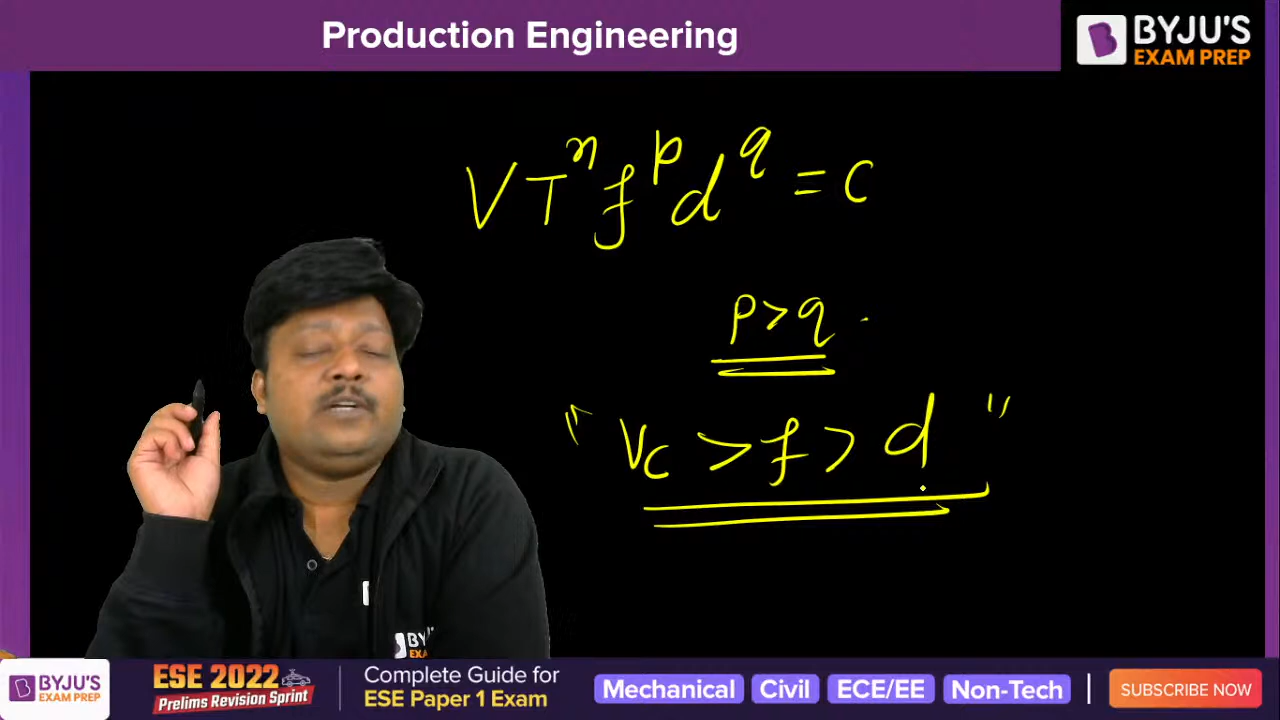 Production Engineering
BYJU'S
EXAM PREP
VTⁿfᵖd^q = c
p > q
" Vc > f > d "
BYJU'S
EXAM PREP
ESE 2022
Prelims Revision Sprint
Complete Guide for
ESE Paper 1 Exam
Mechanical
Civil
ECE/EE
Non-Tech
SUBSCRIBE NOW